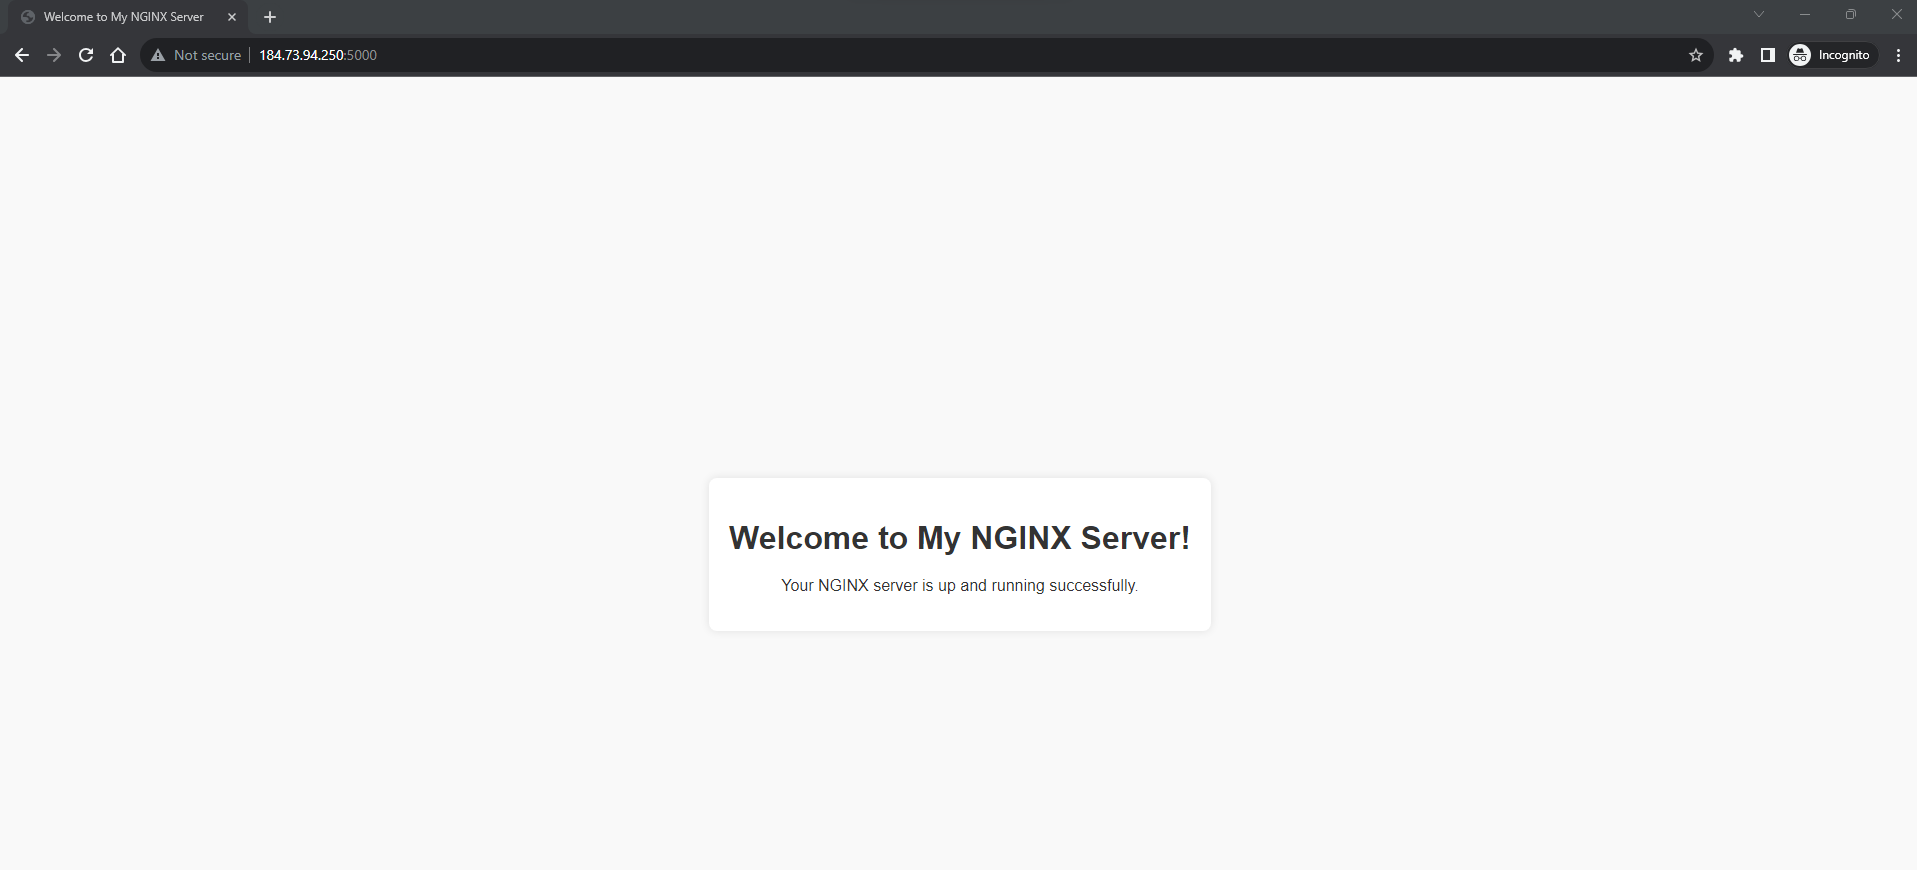 Welcome to My NGINX Server
Not secure 184.73.94.250:5000 Incognito
Welcome to My NGINX Server!
Your NGINX server is up and running successfully.